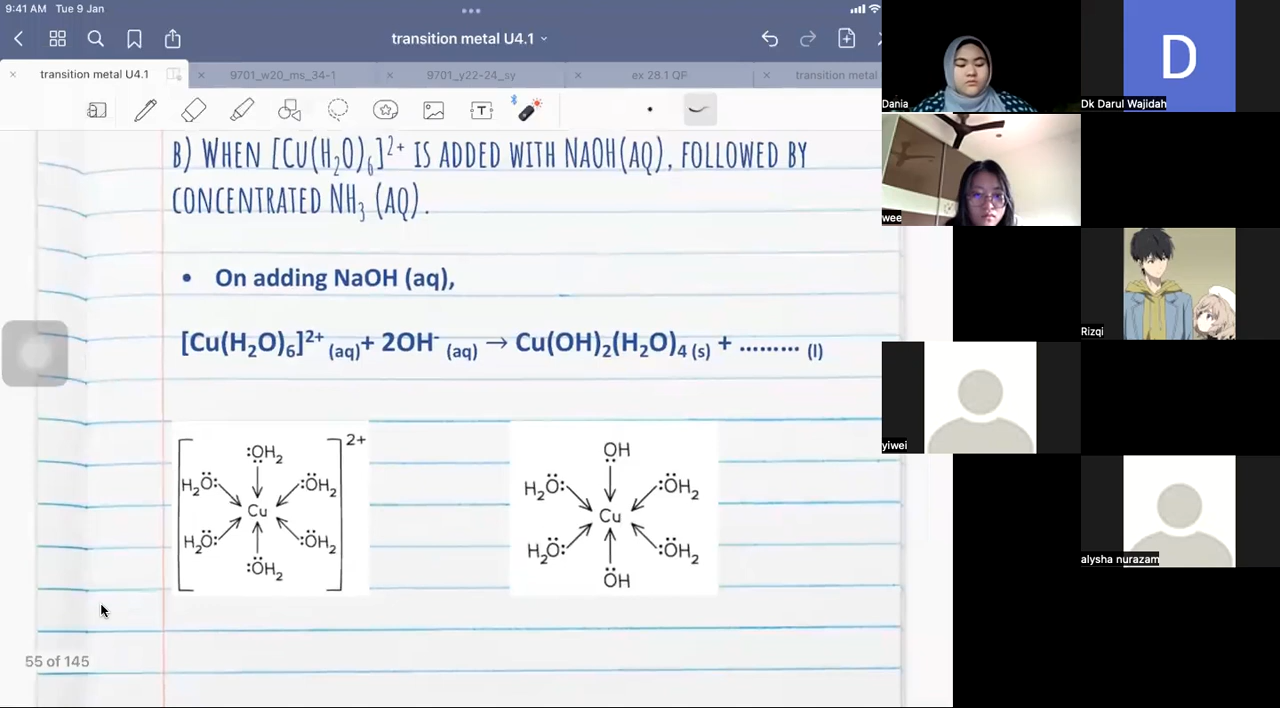 9:41 AM Tue 9 Jan
transition metal U4.1
transition metal U4.1
9701_w20_ms_34-1
9701_y22-24_sy
ex 28.1 QF
transition metal
T
B) WHEN [CU(H₂O)₆]²⁺ IS ADDED WITH NAOH(AQ), FOLLOWED BY
CONCENTRATED NH₃ (AQ).
• On adding NaOH (aq),
[Cu(H₂O)₆]²⁺ (aq)+ 2OH⁻ (aq) → Cu(OH)₂(H₂O)₄ (s) + ......... (l)
2+
:ÖH₂
H₂Ö: :ÖH₂
Cu
H₂Ö: :ÖH₂
:ÖH₂
OH
H₂Ö: :ÖH₂
Cu
H₂Ö: :ÖH₂
ÖH
55 of 145
Dania
D
Dk Darul Wajidah
wee
Rizqi
yiwei
alysha nurazam